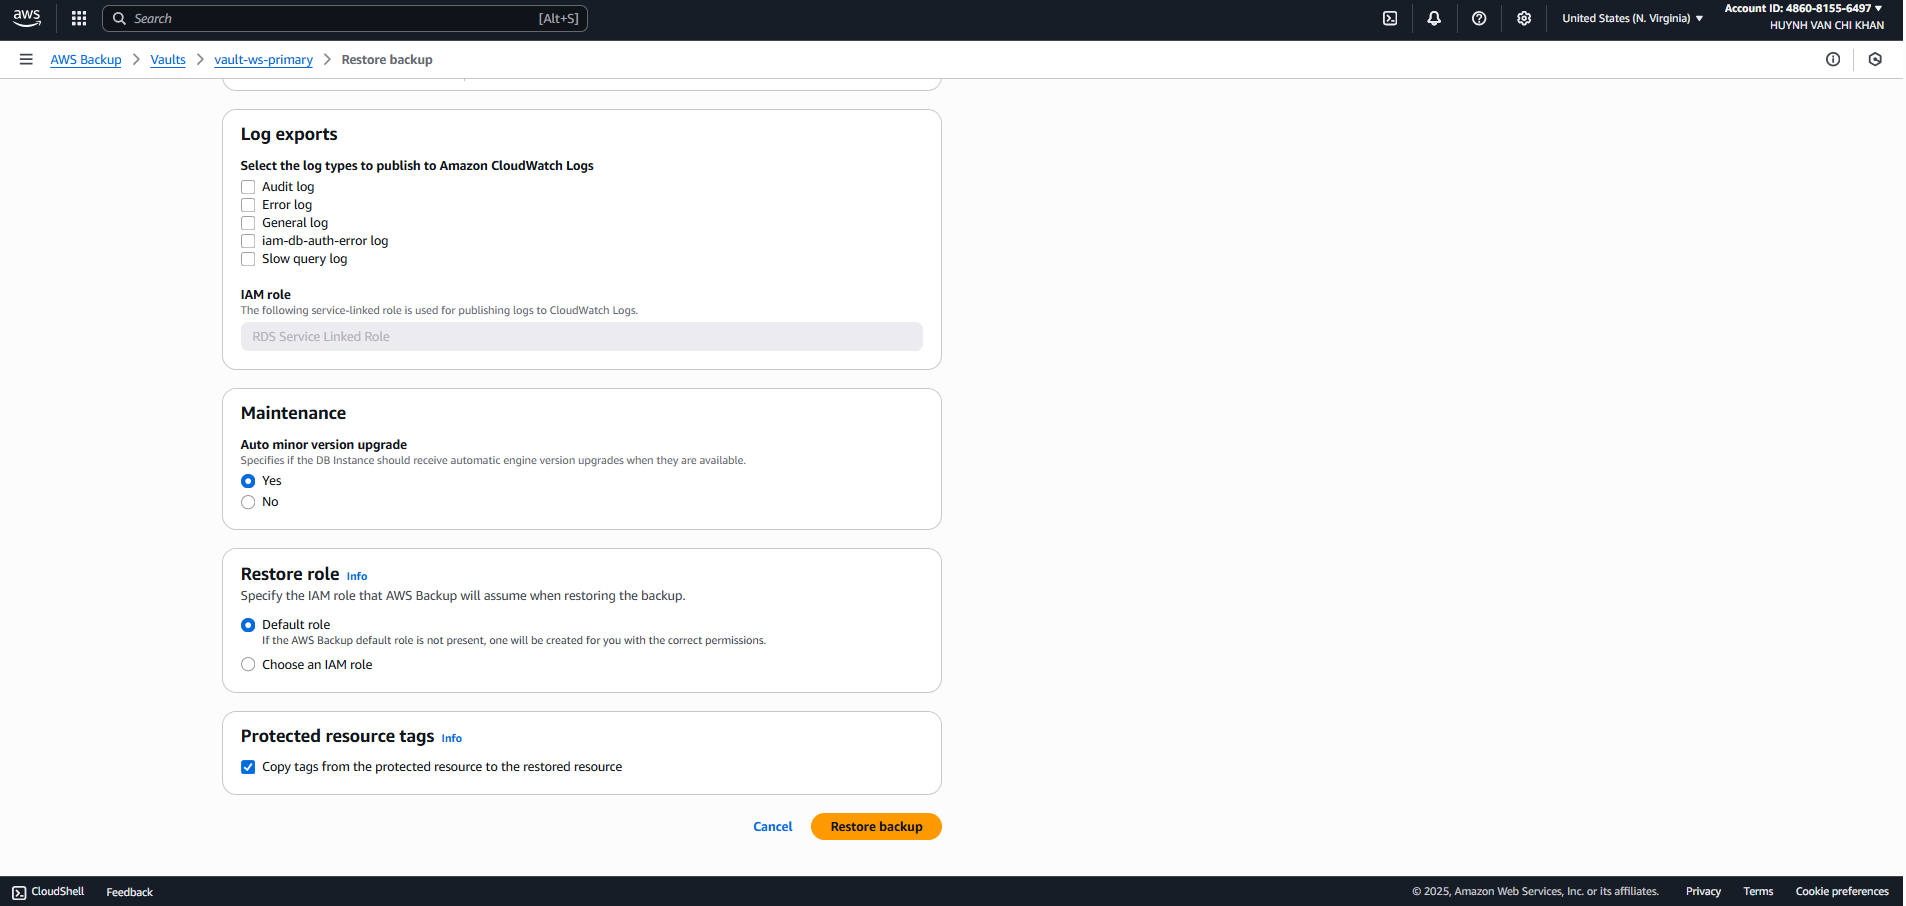 aws
Search [Alt+S]
United States (N. Virginia) Account ID: 4860-8155-6497
HUYNH VAN CHI KHAN
AWS Backup Vaults vault-ws-primary Restore backup
Log exports
Select the log types to publish to Amazon CloudWatch Logs
Audit log
Error log
General log
iam-db-auth-error log
Slow query log
IAM role
The following service-linked role is used for publishing logs to CloudWatch Logs.
RDS Service Linked Role
Maintenance
Auto minor version upgrade
Specifies if the DB Instance should receive automatic engine version upgrades when they are available.
Yes
No
Restore role Info
Specify the IAM role that AWS Backup will assume when restoring the backup.
Default role
If the AWS Backup default role is not present, one will be created for you with the correct permissions.
Choose an IAM role
Protected resource tags Info
Copy tags from the protected resource to the restored resource
Cancel Restore backup
CloudShell Feedback © 2025, Amazon Web Services, Inc. or its affiliates. Privacy Terms Cookie preferences